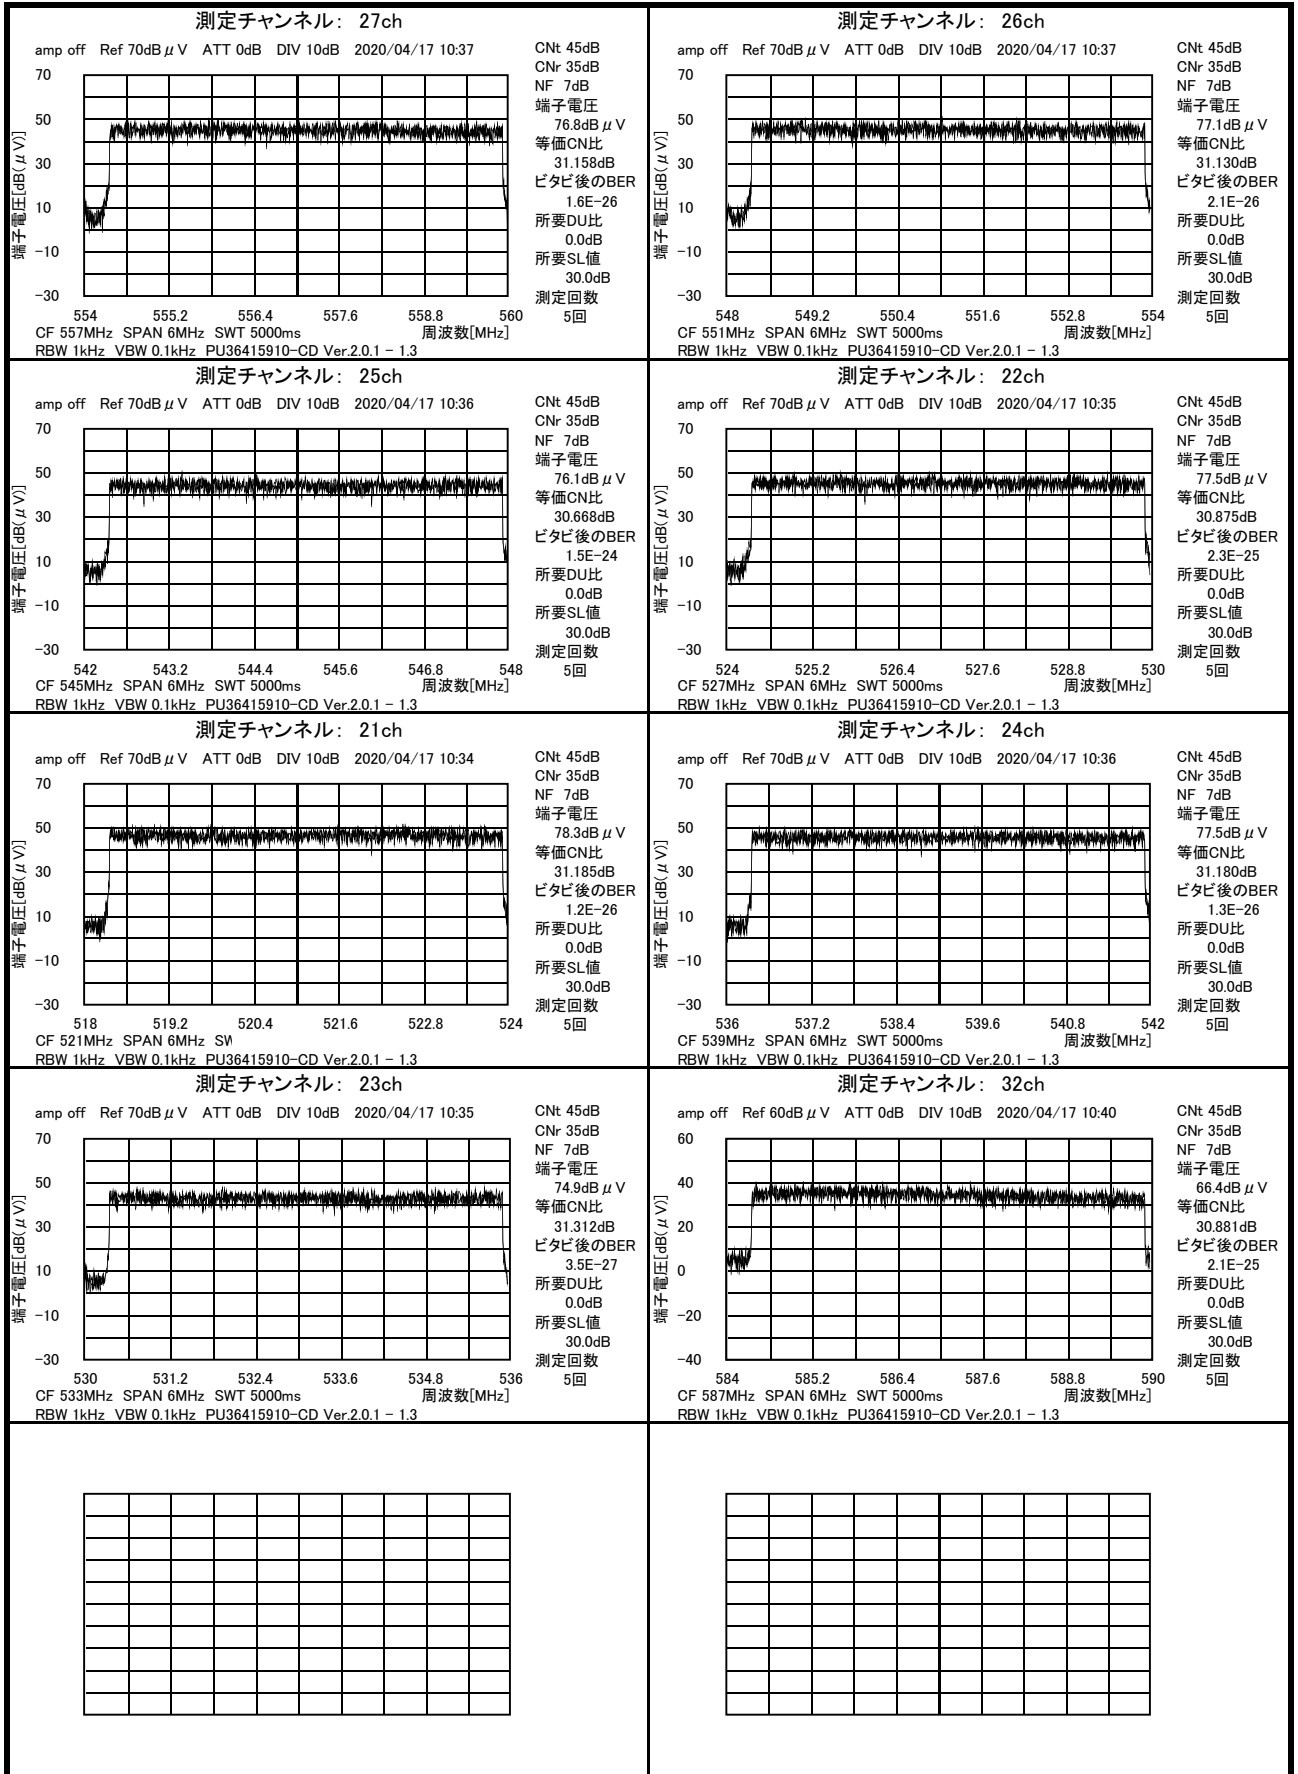 測定チャンネル： 27ch
amp off Ref 70dBμV ATT 0dB DIV 10dB 2020/04/17 10:37
CNt 45dB
CNr 35dB
NF 7dB
端子電圧
76.8dBμV
等価CN比
31.158dB
ビタビ後のBER
1.6E-26
所要DU比
0.0dB
所要SL値
30.0dB
測定回数
5回
端子電圧[dB(μV)]
70
50
30
10
-10
-30
554 555.2 556.4 557.6 558.8 560
CF 557MHz SPAN 6MHz SWT 5000ms 周波数[MHz]
RBW 1kHz VBW 0.1kHz PU36415910-CD Ver.2.0.1 - 1.3
測定チャンネル： 26ch
amp off Ref 70dBμV ATT 0dB DIV 10dB 2020/04/17 10:37
CNt 45dB
CNr 35dB
NF 7dB
端子電圧
77.1dBμV
等価CN比
31.130dB
ビタビ後のBER
2.1E-26
所要DU比
0.0dB
所要SL値
30.0dB
測定回数
5回
端子電圧[dB(μV)]
70
50
30
10
-10
-30
548 549.2 550.4 551.6 552.8 554
CF 551MHz SPAN 6MHz SWT 5000ms 周波数[MHz]
RBW 1kHz VBW 0.1kHz PU36415910-CD Ver.2.0.1 - 1.3
測定チャンネル： 25ch
amp off Ref 70dBμV ATT 0dB DIV 10dB 2020/04/17 10:36
CNt 45dB
CNr 35dB
NF 7dB
端子電圧
76.1dBμV
等価CN比
30.668dB
ビタビ後のBER
1.5E-24
所要DU比
0.0dB
所要SL値
30.0dB
測定回数
5回
端子電圧[dB(μV)]
70
50
30
10
-10
-30
542 543.2 544.4 545.6 546.8 548
CF 545MHz SPAN 6MHz SWT 5000ms 周波数[MHz]
RBW 1kHz VBW 0.1kHz PU36415910-CD Ver.2.0.1 - 1.3
測定チャンネル： 22ch
amp off Ref 70dBμV ATT 0dB DIV 10dB 2020/04/17 10:35
CNt 45dB
CNr 35dB
NF 7dB
端子電圧
77.5dBμV
等価CN比
30.875dB
ビタビ後のBER
2.3E-25
所要DU比
0.0dB
所要SL値
30.0dB
測定回数
5回
端子電圧[dB(μV)]
70
50
30
10
-10
-30
524 525.2 526.4 527.6 528.8 530
CF 527MHz SPAN 6MHz SWT 5000ms 周波数[MHz]
RBW 1kHz VBW 0.1kHz PU36415910-CD Ver.2.0.1 - 1.3
測定チャンネル： 21ch
amp off Ref 70dBμV ATT 0dB DIV 10dB 2020/04/17 10:34
CNt 45dB
CNr 35dB
NF 7dB
端子電圧
78.3dBμV
等価CN比
31.185dB
ビタビ後のBER
1.2E-26
所要DU比
0.0dB
所要SL値
30.0dB
測定回数
5回
端子電圧[dB(μV)]
70
50
30
10
-10
-30
518 519.2 520.4 521.6 522.8 524
CF 521MHz SPAN 6MHz SW
RBW 1kHz VBW 0.1kHz PU36415910-CD Ver.2.0.1 - 1.3
測定チャンネル： 24ch
amp off Ref 70dBμV ATT 0dB DIV 10dB 2020/04/17 10:36
CNt 45dB
CNr 35dB
NF 7dB
端子電圧
77.5dBμV
等価CN比
31.180dB
ビタビ後のBER
1.3E-26
所要DU比
0.0dB
所要SL値
30.0dB
測定回数
5回
端子電圧[dB(μV)]
70
50
30
10
-10
-30
536 537.2 538.4 539.6 540.8 542
CF 539MHz SPAN 6MHz SWT 5000ms 周波数[MHz]
RBW 1kHz VBW 0.1kHz PU36415910-CD Ver.2.0.1 - 1.3
測定チャンネル： 23ch
amp off Ref 70dBμV ATT 0dB DIV 10dB 2020/04/17 10:35
CNt 45dB
CNr 35dB
NF 7dB
端子電圧
74.9dBμV
等価CN比
31.312dB
ビタビ後のBER
3.5E-27
所要DU比
0.0dB
所要SL値
30.0dB
測定回数
5回
端子電圧[dB(μV)]
70
50
30
10
-10
-30
530 531.2 532.4 533.6 534.8 536
CF 533MHz SPAN 6MHz SWT 5000ms 周波数[MHz]
RBW 1kHz VBW 0.1kHz PU36415910-CD Ver.2.0.1 - 1.3
測定チャンネル： 32ch
amp off Ref 60dBμV ATT 0dB DIV 10dB 2020/04/17 10:40
CNt 45dB
CNr 35dB
NF 7dB
端子電圧
66.4dBμV
等価CN比
30.881dB
ビタビ後のBER
2.1E-25
所要DU比
0.0dB
所要SL値
30.0dB
測定回数
5回
端子電圧[dB(μV)]
60
40
20
0
-20
-40
584 585.2 586.4 587.6 588.8 590
CF 587MHz SPAN 6MHz SWT 5000ms 周波数[MHz]
RBW 1kHz VBW 0.1kHz PU36415910-CD Ver.2.0.1 - 1.3